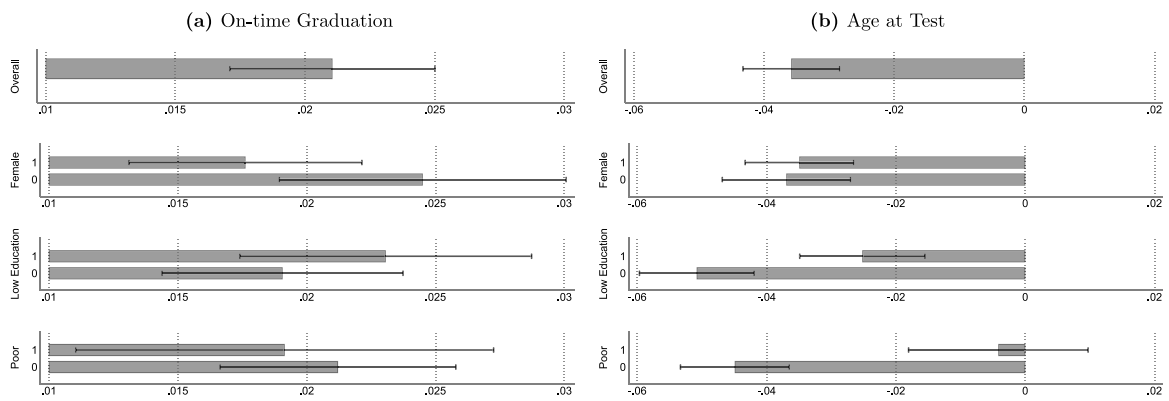 (a) On-time Graduation
Overall
.01 .015 .02 .025 .03
Female
1
0
.01 .015 .02 .025 .03
Low Education
1
0
.01 .015 .02 .025 .03
Poor
1
0
.01 .015 .02 .025 .03
(b) Age at Test
Overall
-.06 -.04 -.02 0 .02
Female
1
0
-.06 -.04 -.02 0 .02
Low Education
1
0
-.06 -.04 -.02 0 .02
Poor
1
0
-.06 -.04 -.02 0 .02